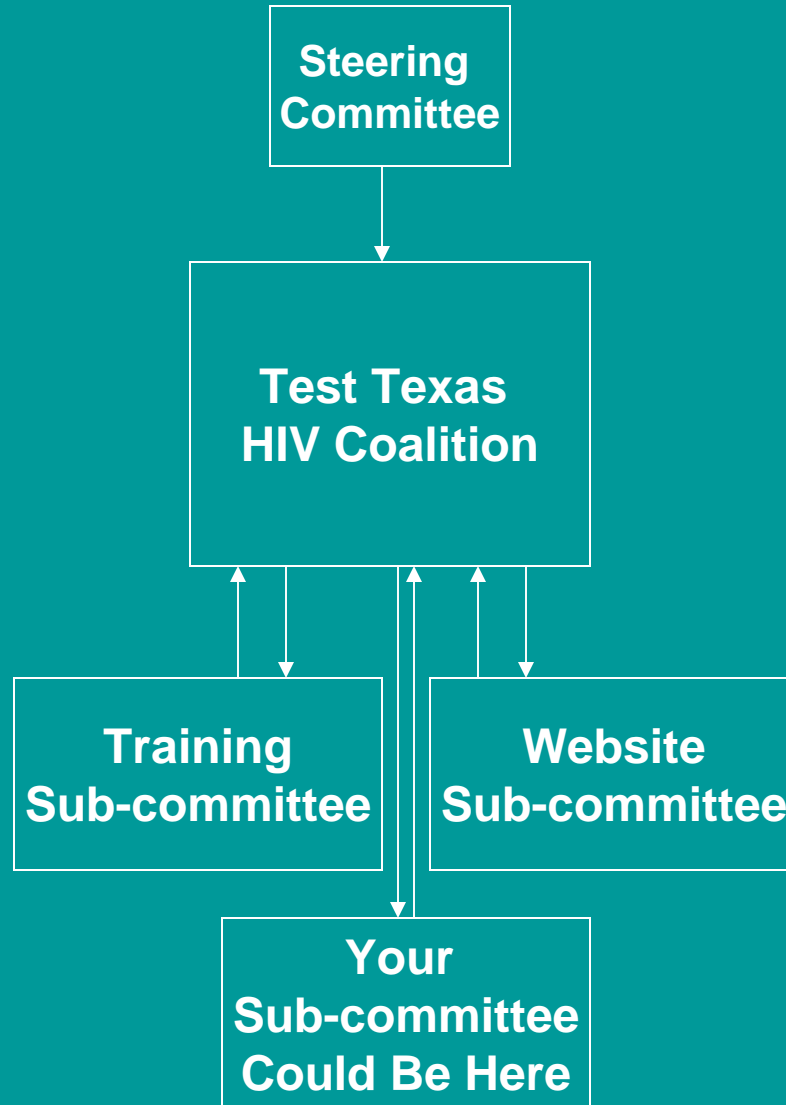 Steering
Committee
Test Texas
HIV Coalition
Training
Sub-committee
Website
Sub-committee
Your
Sub-committee
Could Be Here